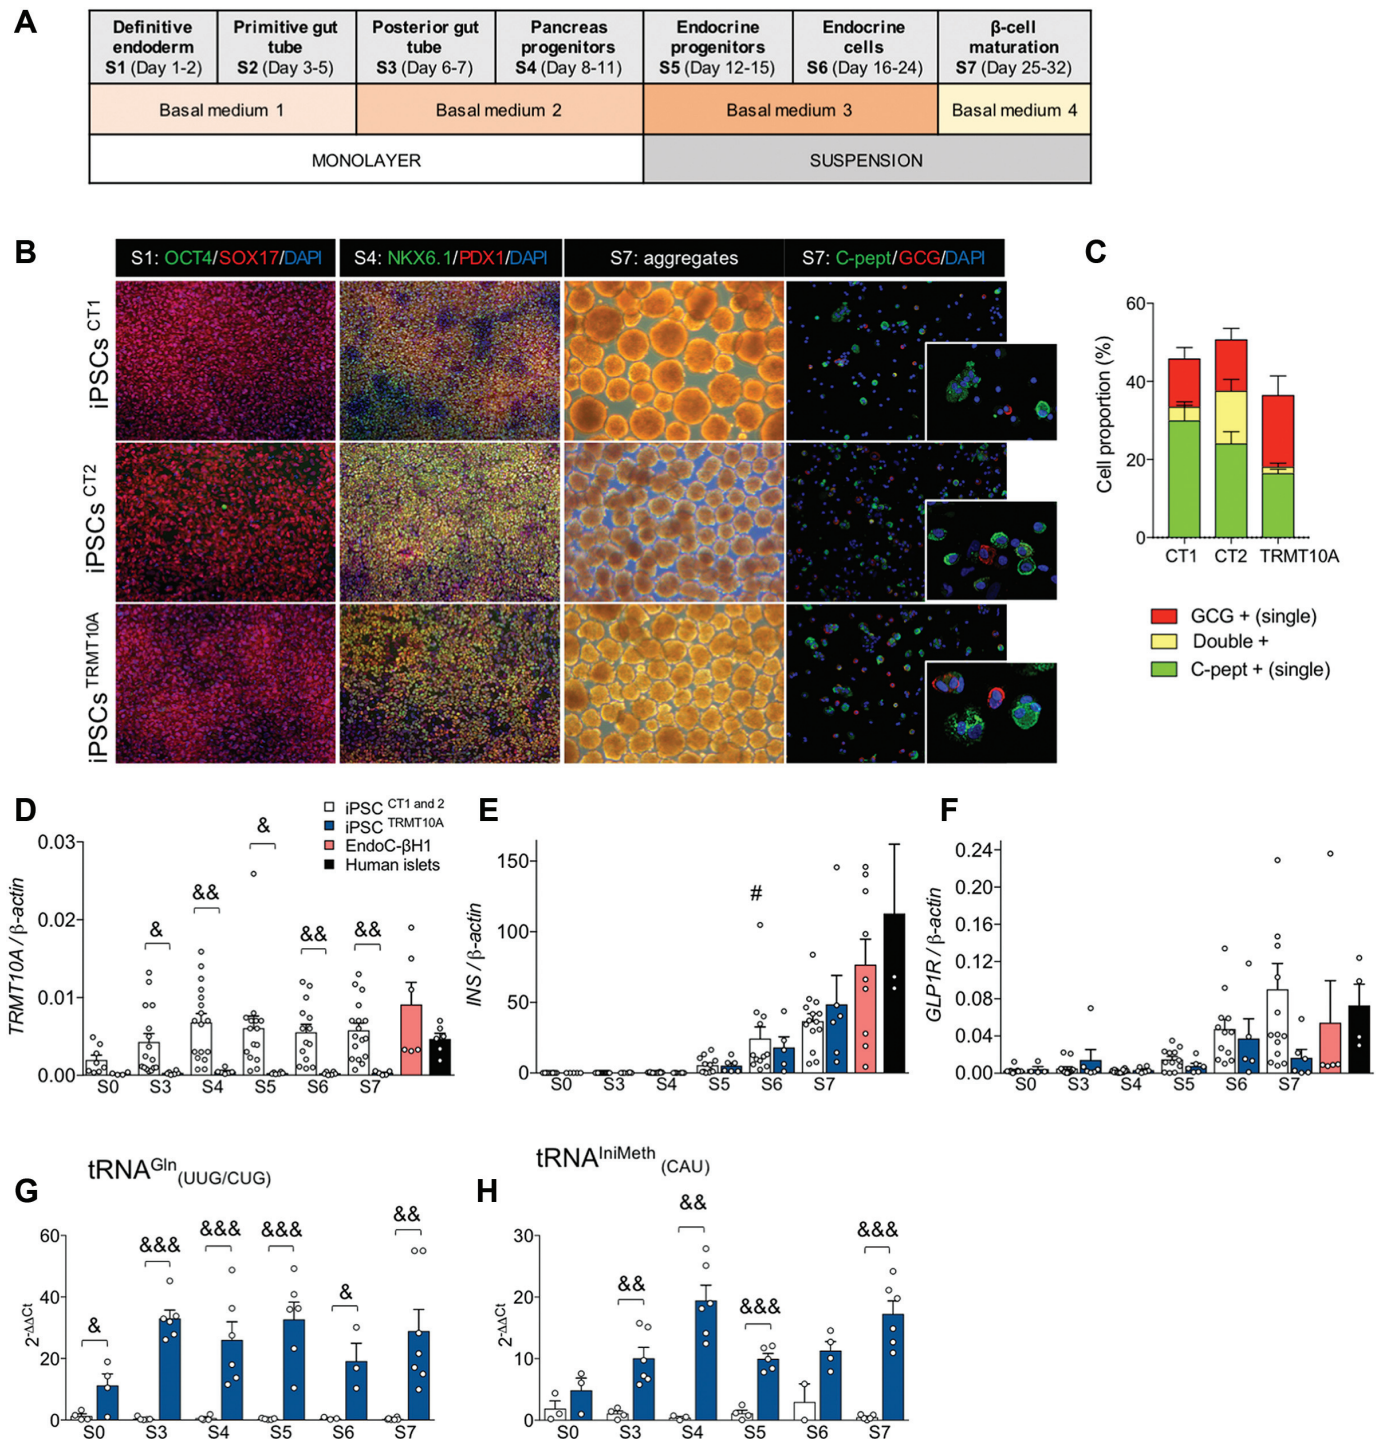 A
Definitive endoderm S1 (Day 1-2)
Primitive gut tube S2 (Day 3-5)
Posterior gut tube S3 (Day 6-7)
Pancreas progenitors S4 (Day 8-11)
Endocrine progenitors S5 (Day 12-15)
Endocrine cells S6 (Day 16-24)
β-cell maturation S7 (Day 25-32)
Basal medium 1
Basal medium 2
Basal medium 3
Basal medium 4
MONOLAYER
SUSPENSION
B
S1: OCT4/SOX17/DAPI
S4: NKX6.1/PDX1/DAPI
S7: aggregates
S7: C-pept/GCG/DAPI
iPSCs CT1
iPSCs CT2
iPSCs TRMT10A
C
Cell proportion (%)
60
40
20
0
CT1 CT2 TRMT10A
GCG + (single)
Double +
C-pept + (single)
D
iPSC CT1 and 2
iPSC TRMT10A
EndoC-βH1
Human islets
TRMT10A / β-actin
0.03
0.02
0.01
0.00
& && & && &&
S0 S3 S4 S5 S6 S7
E
INS / β-actin
150
100
50
0
#
S0 S3 S4 S5 S6 S7
F
GLP1R / β-actin
0.24
0.20
0.16
0.12
0.08
0.04
0.00
S0 S3 S4 S5 S6 S7
G
tRNAGln(UUG/CUG)
2-ΔΔCt
60
40
20
0
& &&& &&& &&& & &&
S0 S3 S4 S5 S6 S7
H
tRNAIniMeth (CAU)
2-ΔΔCt
30
20
10
0
&& && &&& &&&
S0 S3 S4 S5 S6 S7